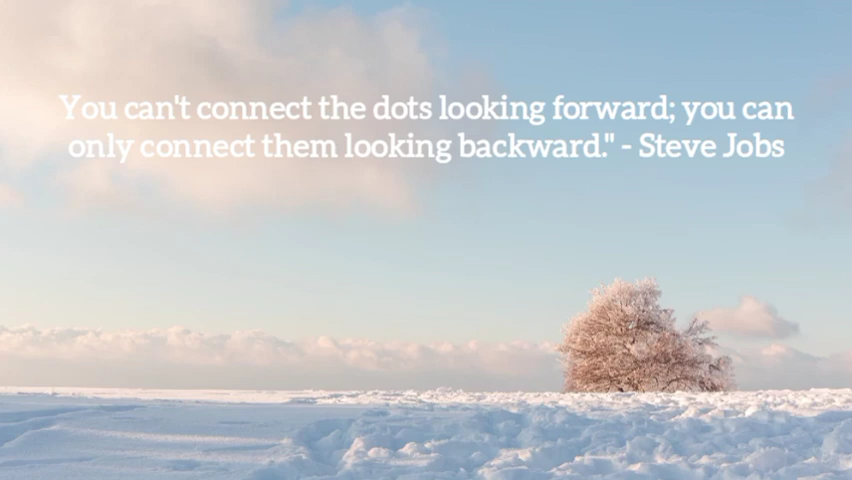 You can't connect the dots looking forward; you can
only connect them looking backward." - Steve Jobs